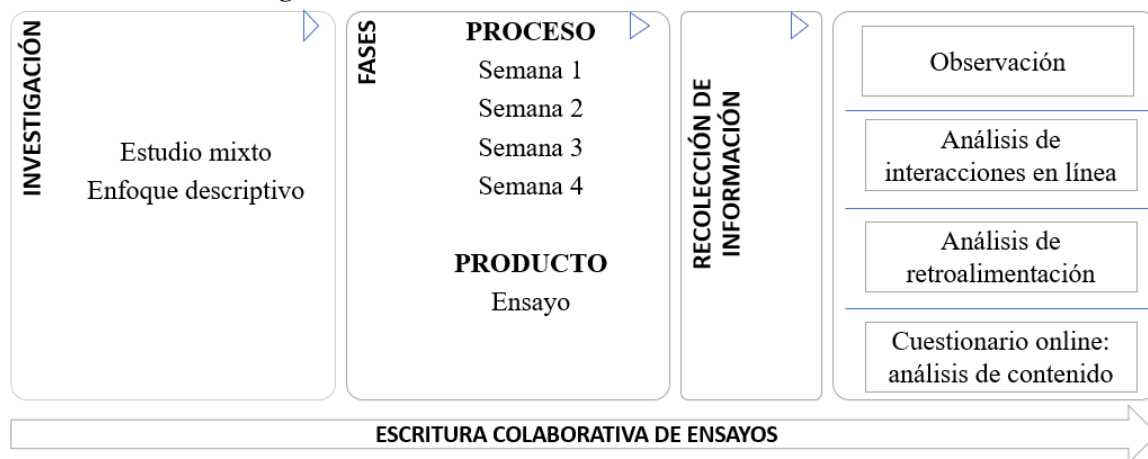 INVESTIGACIÓN
Estudio mixto
Enfoque descriptivo
FASES
PROCESO
Semana 1
Semana 2
Semana 3
Semana 4
PRODUCTO
Ensayo
RECOLECCIÓN DE
INFORMACIÓN
Observación
Análisis de
interacciones en línea
Análisis de
retroalimentación
Cuestionario online:
análisis de contenido
ESCRITURA COLABORATIVA DE ENSAYOS